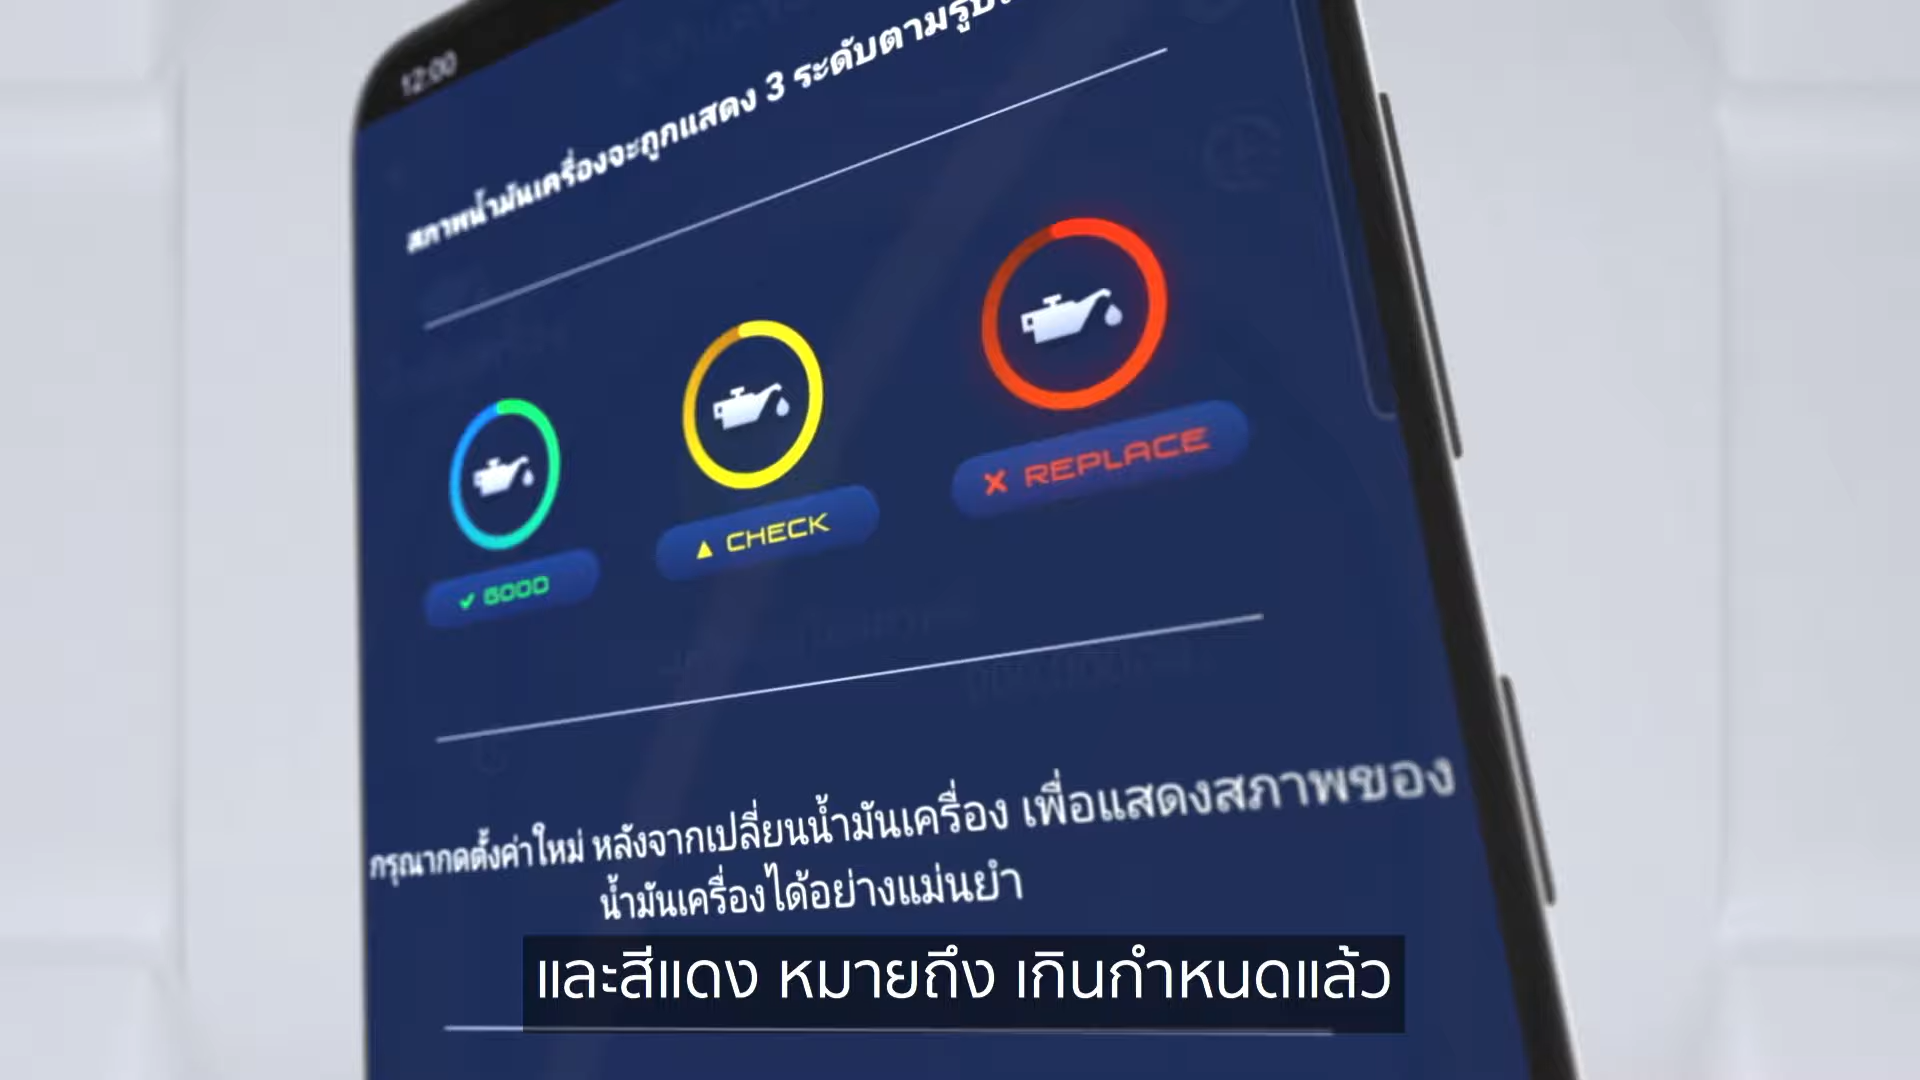 12:00
สภาพน้ำมันเครื่องจะถูกแสดง 3 ระดับตามรูป
✓ GOOD
▲ CHECK
✗ REPLACE
กรุณากดตั้งค่าใหม่ หลังจากเปลี่ยนน้ำมันเครื่อง เพื่อแสดงสภาพของ
น้ำมันเครื่องได้อย่างแม่นยำ
และสีแดง หมายถึง เกินกำหนดแล้ว